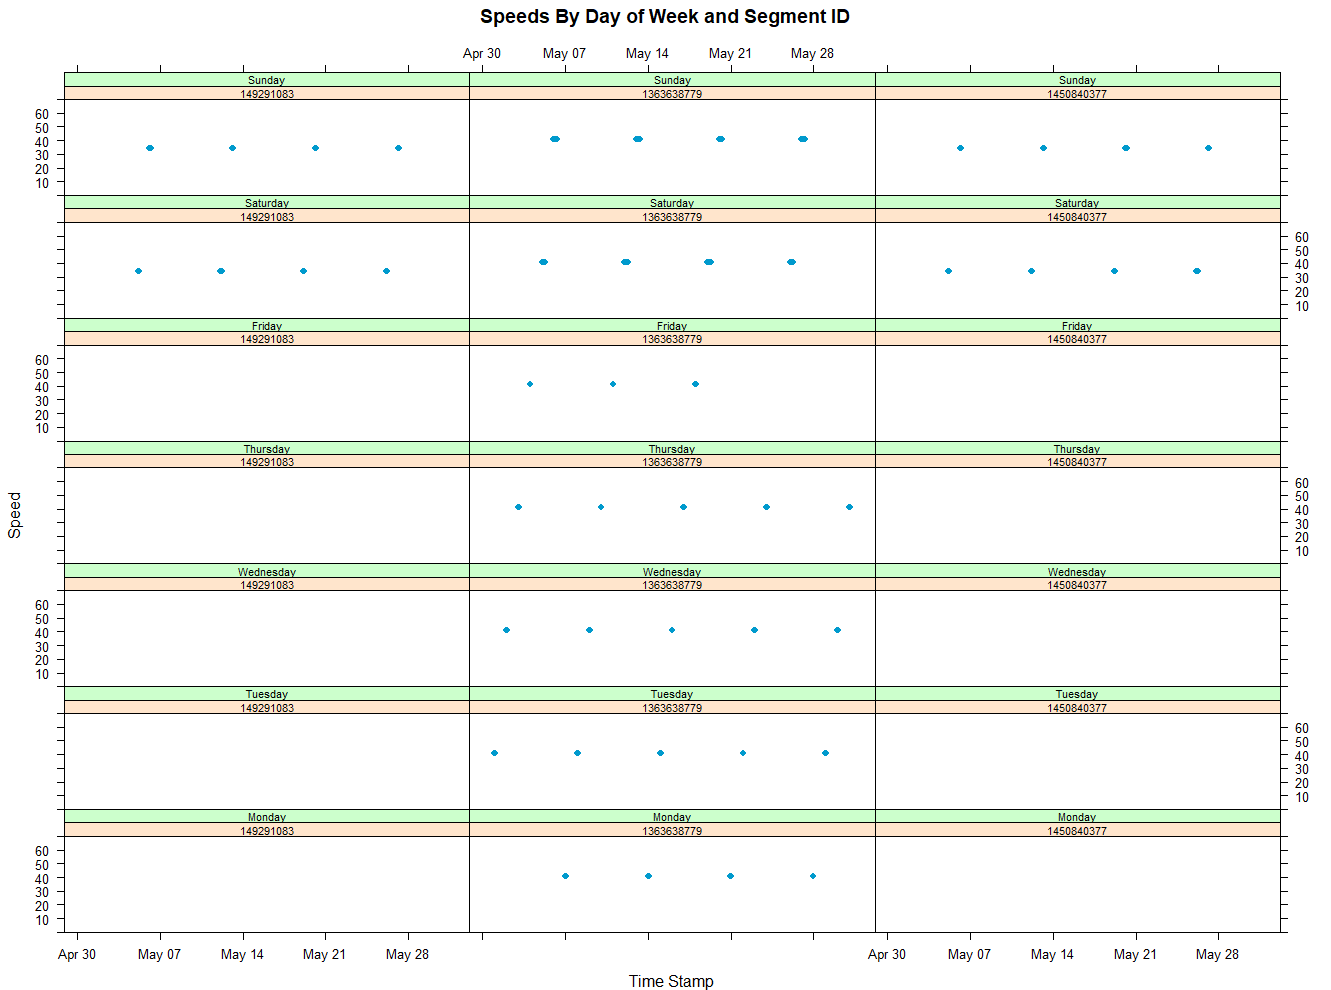 Speeds By Day of Week and Segment ID
Apr 30 May 07 May 14 May 21 May 28
Sunday Sunday Sunday
149291083 1363638779 1450840377
60
50
40
30
20
10
Saturday Saturday Saturday
149291083 1363638779 1450840377
60
50
40
30
20
10
Friday Friday Friday
149291083 1363638779 1450840377
60
50
40
30
20
10
Thursday Thursday Thursday
149291083 1363638779 1450840377
60
50
40
30
20
10
Speed
Wednesday Wednesday Wednesday
149291083 1363638779 1450840377
60
50
40
30
20
10
Tuesday Tuesday Tuesday
149291083 1363638779 1450840377
60
50
40
30
20
10
Monday Monday Monday
149291083 1363638779 1450840377
60
50
40
30
20
10
Apr 30 May 07 May 14 May 21 May 28 Apr 30 May 07 May 14 May 21 May 28
Time Stamp